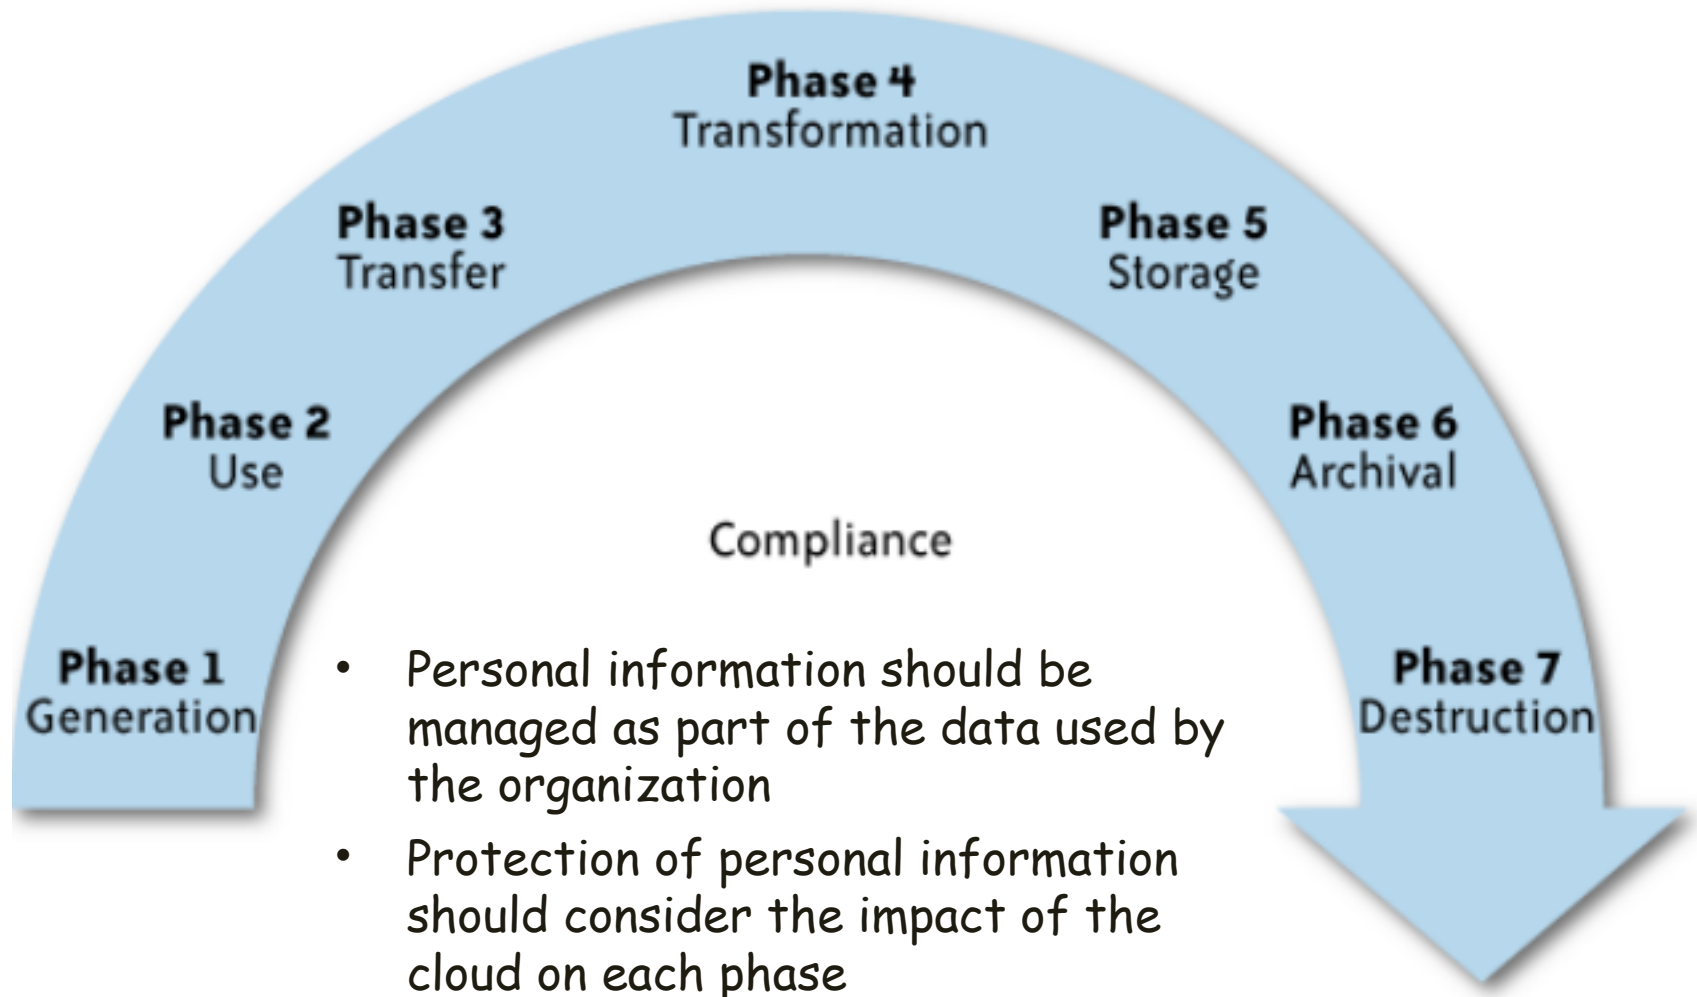 Phase 1
Generation
Phase 2
Use
Phase 3
Transfer
Phase 4
Transformation
Phase 5
Storage
Phase 6
Archival
Phase 7
Destruction
Compliance
• Personal information should be
managed as part of the data used by
the organization
• Protection of personal information
should consider the impact of the
cloud on each phase